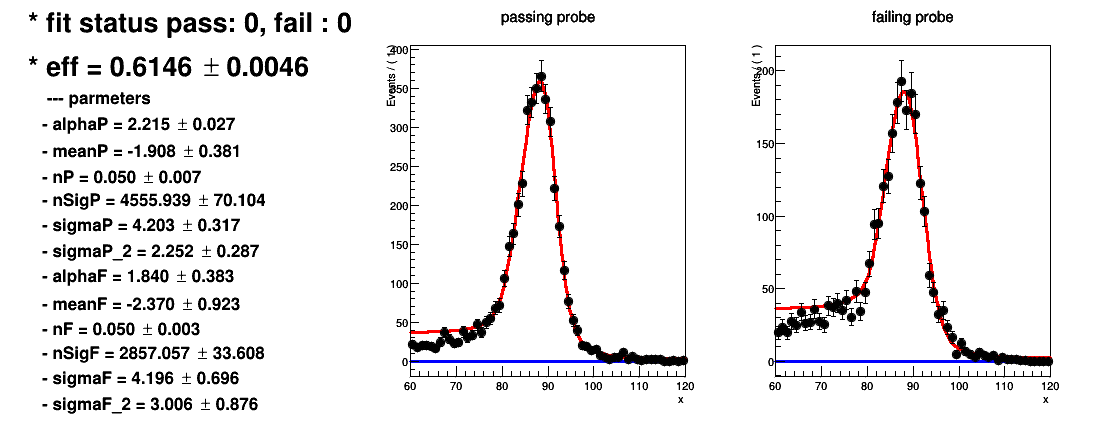 * fit status pass: 0, fail : 0
* eff = 0.6146 ± 0.0046
--- parmeters
- alphaP = 2.215 ± 0.027
- meanP = -1.908 ± 0.381
- nP = 0.050 ± 0.007
- nSigP = 4555.939 ± 70.104
- sigmaP = 4.203 ± 0.317
- sigmaP_2 = 2.252 ± 0.287
- alphaF = 1.840 ± 0.383
- meanF = -2.370 ± 0.923
- nF = 0.050 ± 0.003
- nSigF = 2857.057 ± 33.608
- sigmaF = 4.196 ± 0.696
- sigmaF_2 = 3.006 ± 0.876
passing probe
Events / ( 1 )
350
300
250
200
150
100
50
0
60 70 80 90 100 110 120
x
failing probe
Events / ( 1 )
200
150
100
50
0
60 70 80 90 100 110 120
x